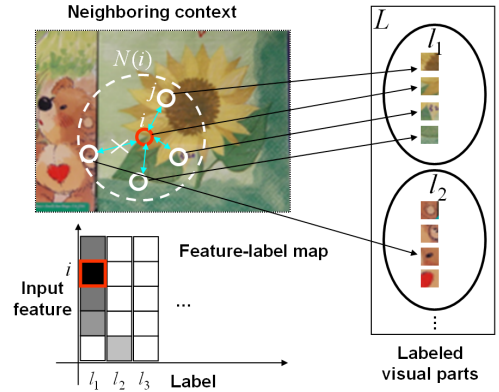 Neighboring context
N(i)
j
i
L
l1
l2
⋮
Feature-label map
i
Input
feature
...
l1 l2 l3
Label
Labeled
visual parts